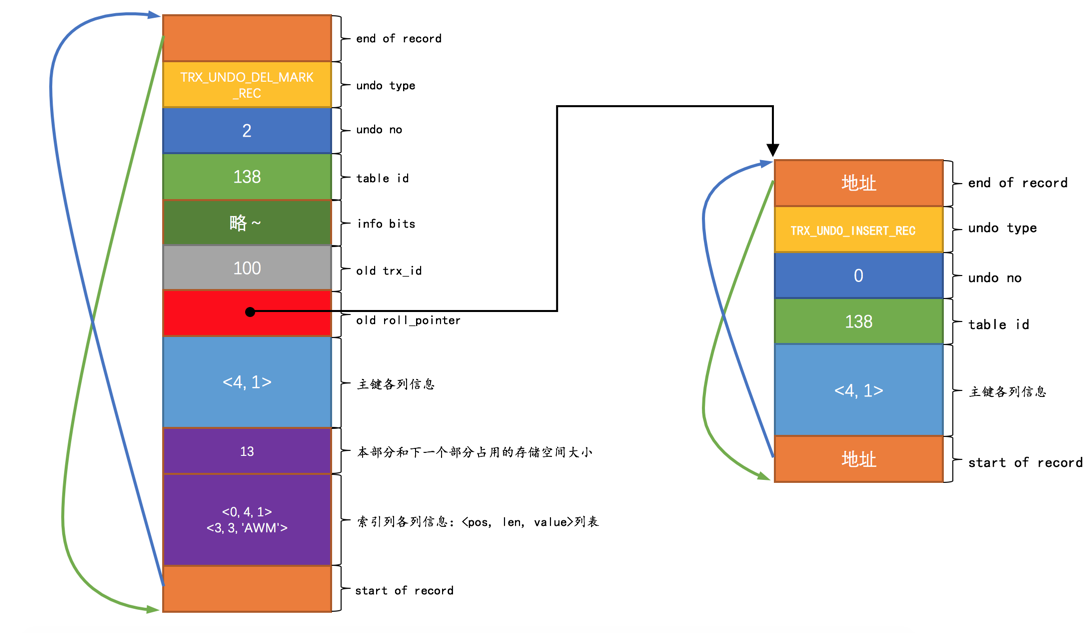 end of record
TRX_UNDO_DEL_MARK
_REC
undo type
2
undo no
138
table id
略 ~
info bits
100
old trx_id
old roll_pointer
<4, 1>
主键各列信息
13
本部分和下一个部分占用的存储空间大小
<0, 4, 1>
<3, 3, 'AWM'>
索引列各列信息：<pos, len, value>列表
start of record
地址
end of record
TRX_UNDO_INSERT_REC
undo type
0
undo no
138
table id
<4, 1>
主键各列信息
地址
start of record